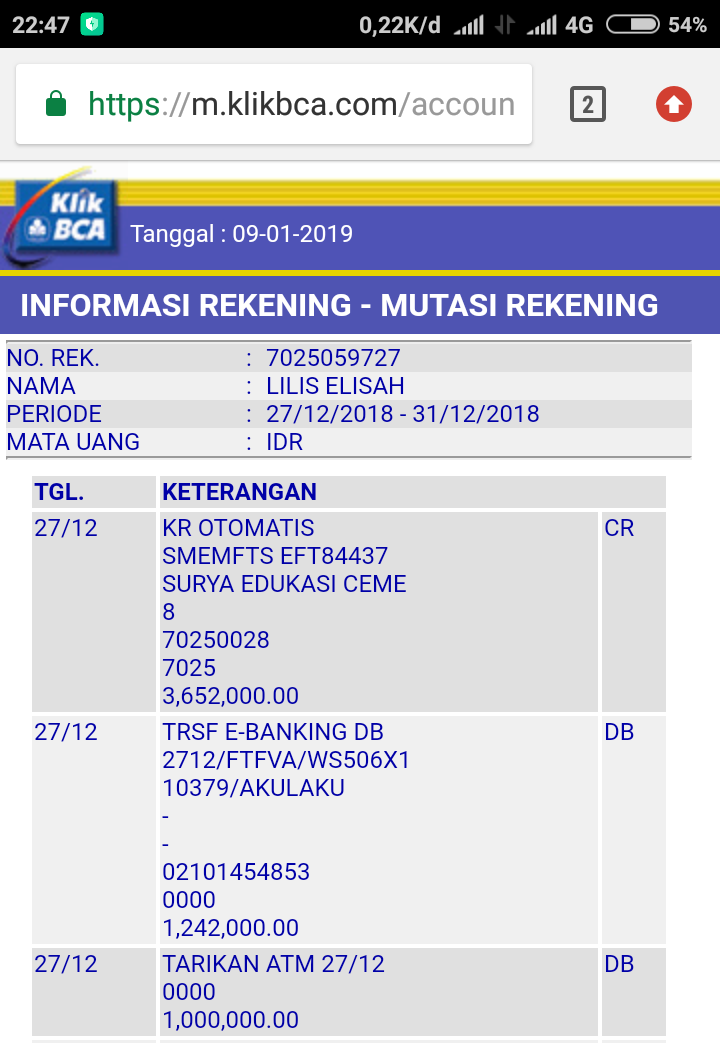 22:47 0,22K/d 4G 54%
https://m.klikbca.com/accoun 2
Klik
BCA
Tanggal : 09-01-2019
INFORMASI REKENING - MUTASI REKENING
NO. REK. : 7025059727
NAMA : LILIS ELISAH
PERIODE : 27/12/2018 - 31/12/2018
MATA UANG : IDR
TGL. KETERANGAN
27/12 KR OTOMATIS CR
SMEMFTS EFT84437
SURYA EDUKASI CEME
8
70250028
7025
3,652,000.00
27/12 TRSF E-BANKING DB DB
2712/FTFVA/WS506X1
10379/AKULAKU
-
-
02101454853
0000
1,242,000.00
27/12 TARIKAN ATM 27/12 DB
0000
1,000,000.00